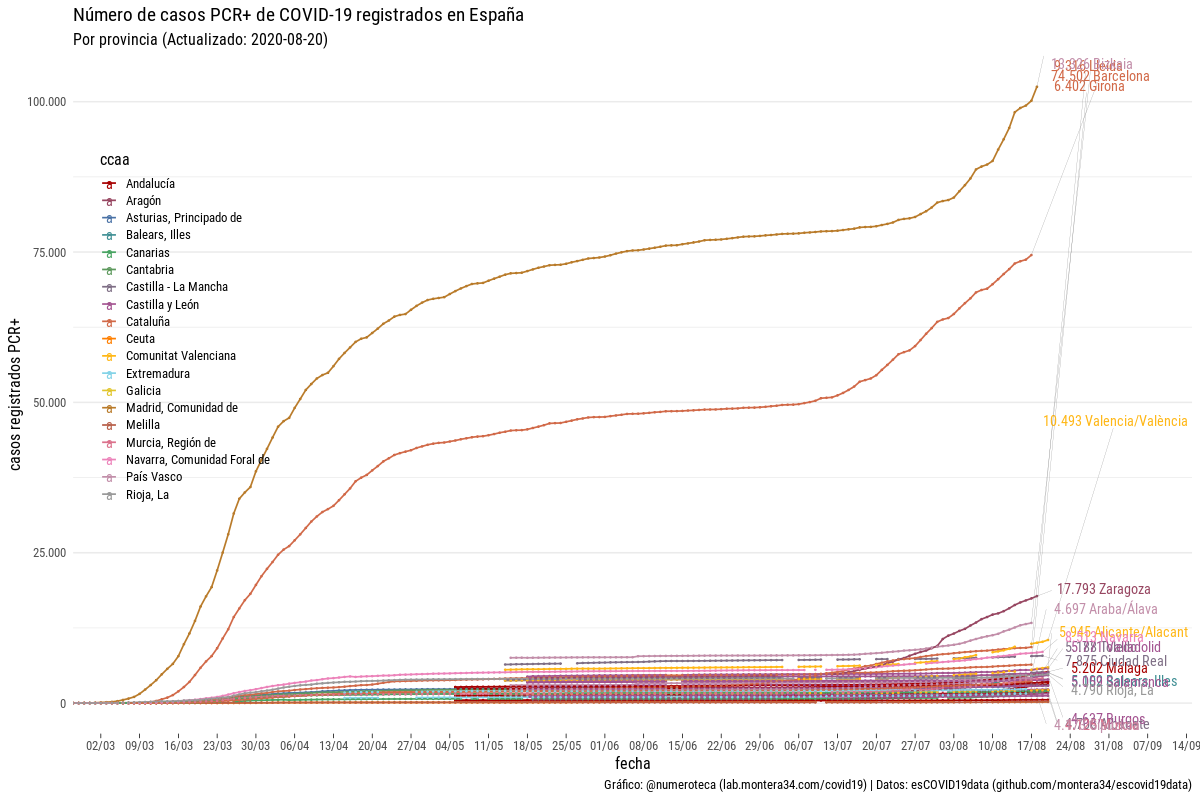 Número de casos PCR+ de COVID-19 registrados en España
Por provincia (Actualizado: 2020-08-20)
casos registrados PCR+
100.000
75.000
50.000
25.000
0
ccaa
Andalucía
Aragón
Asturias, Principado de
Balears, Illes
Canarias
Cantabria
Castilla - La Mancha
Castilla y León
Cataluña
Ceuta
Comunitat Valenciana
Extremadura
Galicia
Madrid, Comunidad de
Melilla
Murcia, Región de
Navarra, Comunidad Foral de
País Vasco
Rioja, La
74.502 Barcelona
6.402 Girona
10.493 Valencia/València
17.793 Zaragoza
4.697 Araba/Álava
5.945 Alicante/Alacant
8.513 Navarra
7.875 Ciudad Real
5.202 Málaga
4.790 Rioja, La
4.627 Burgos
02/03 09/03 16/03 23/03 30/03 06/04 13/04 20/04 27/04 04/05 11/05 18/05 25/05 01/06 08/06 15/06 22/06 29/06 06/07 13/07 20/07 27/07 03/08 10/08 17/08 24/08 31/08 07/09 14/09
fecha
Gráfico: @numeroteca (lab.montera34.com/covid19) | Datos: esCOVID19data (github.com/montera34/escovid19data)